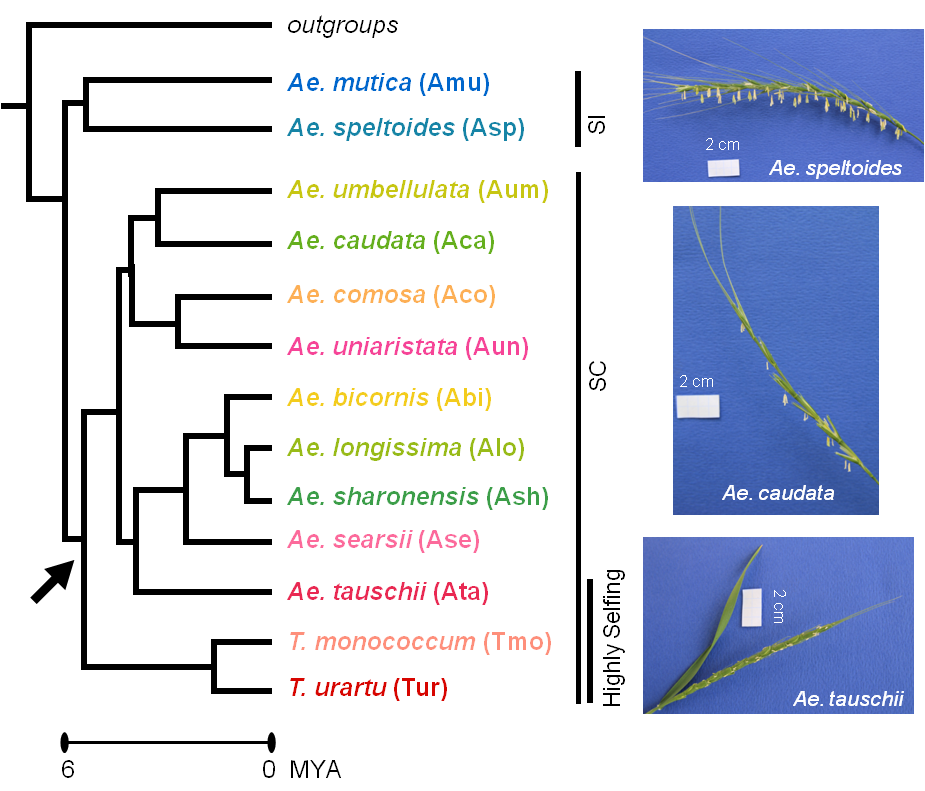 outgroups
Ae. mutica (Amu)
Ae. speltoides (Asp)
Ae. umbellulata (Aum)
Ae. caudata (Aca)
Ae. comosa (Aco)
Ae. uniaristata (Aun)
Ae. bicornis (Abi)
Ae. longissima (Alo)
Ae. sharonensis (Ash)
Ae. searsii (Ase)
Ae. tauschii (Ata)
T. monococcum (Tmo)
T. urartu (Tur)
6 0 MYA
SI
SC
Highly Selfing
2 cm
Ae. speltoides
2 cm
Ae. caudata
2 cm
Ae. tauschii